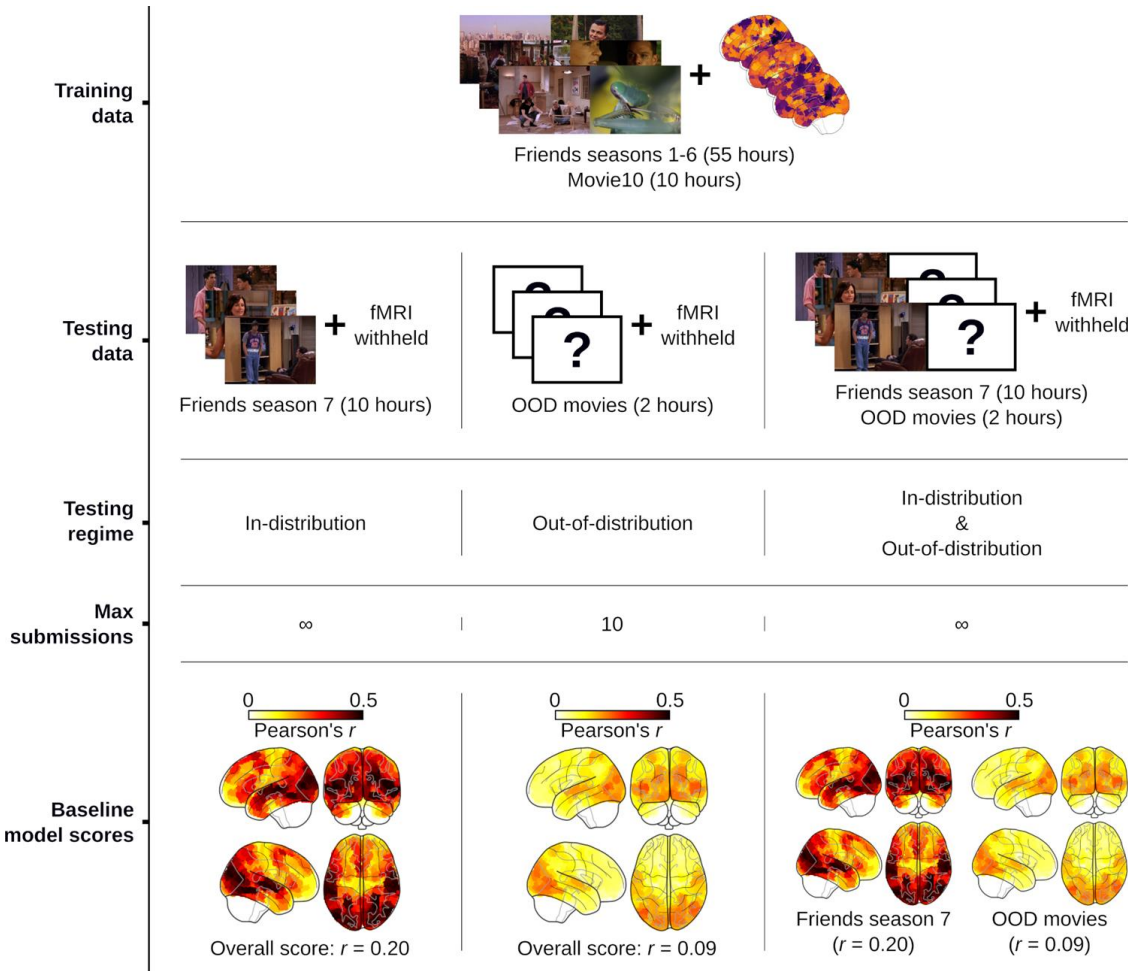 Training
data
+
Friends seasons 1-6 (55 hours)
Movie10 (10 hours)
Testing
data
+
fMRI
withheld
Friends season 7 (10 hours)
?
?
?
+
fMRI
withheld
OOD movies (2 hours)
?
?
?
+
fMRI
withheld
Friends season 7 (10 hours)
OOD movies (2 hours)
Testing
regime
In-distribution
Out-of-distribution
In-distribution
&
Out-of-distribution
Max
submissions
∞
10
∞
Baseline
model scores
0 0.5
Pearson's r
Overall score: r = 0.20
0 0.5
Pearson's r
Overall score: r = 0.09
0 0.5
Pearson's r
Friends season 7
(r = 0.20)
OOD movies
(r = 0.09)